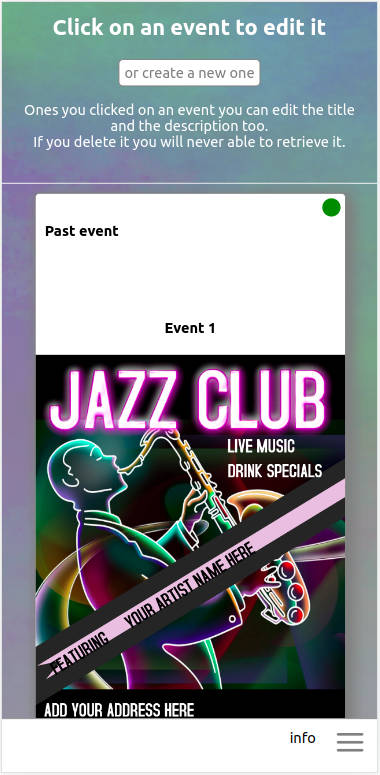 Click on an event to edit it
or create a new one
Ones you clicked on an event you can edit the title
and the description too.
If you delete it you will never able to retrieve it.
Past event
Event 1
JAZZ CLUB
LIVE MUSIC
DRINK SPECIALS
FEATURING YOUR ARTIST NAME HERE
ADD YOUR ADDRESS HERE
info